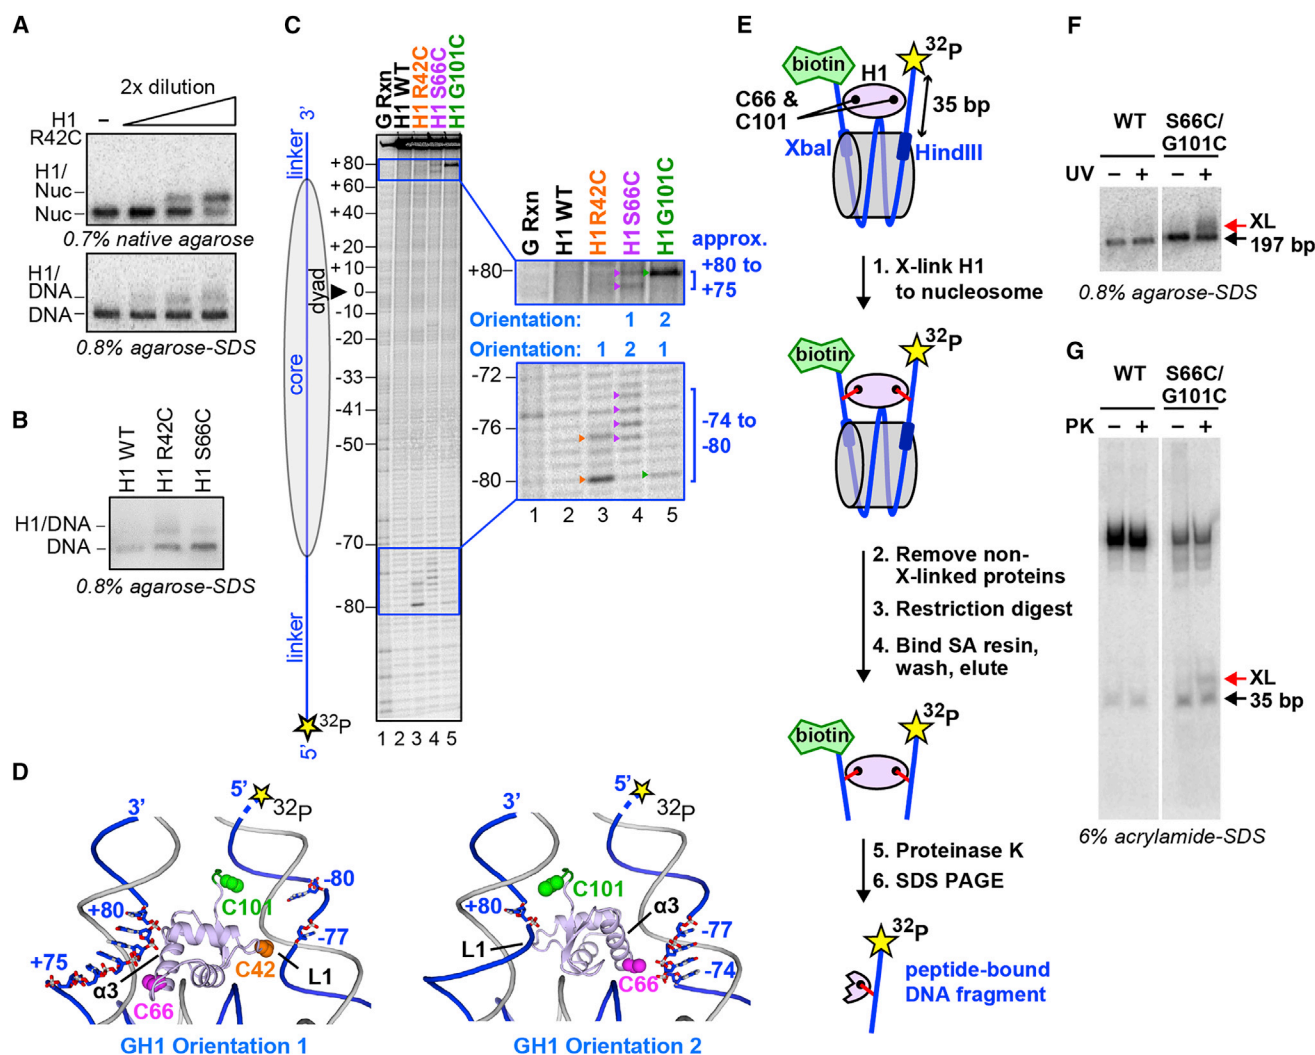 A
2x dilution
H1
R42C
–
H1/
Nuc
Nuc
0.7% native agarose
H1/
DNA
DNA
0.8% agarose-SDS
B
H1 WT
H1 R42C
H1 S66C
H1/DNA
DNA
0.8% agarose-SDS
C
3’
linker
core
dyad
linker
5’
32P
G Rxn
H1 WT
H1 R42C
H1 S66C
H1 G101C
+80
+60
+40
+20
+10
0
-10
-20
-33
-41
-50
-70
-80
1 2 3 4 5
G Rxn
H1 WT
H1 R42C
H1 S66C
H1 G101C
approx.
+80 to
+75
+80
Orientation: 1 2
Orientation: 1 2 1
-72
-76
-80
-74 to
-80
1 2 3 4 5
D
3’
5’
32P
C101
+80
-80
+75
-77
α3
C42
L1
C66
GH1 Orientation 1
3’
5’
32P
C101
+80
α3
L1
-77
-74
C66
GH1 Orientation 2
E
biotin
H1
32P
C66 &
C101
35 bp
XbaI
HindIII
1. X-link H1
to nucleosome
biotin
32P
2. Remove non-
X-linked proteins
3. Restriction digest
4. Bind SA resin,
wash, elute
biotin
32P
5. Proteinase K
6. SDS PAGE
32P
peptide-bound
DNA fragment
F
WT
S66C/
G101C
UV – + – +
XL
197 bp
0.8% agarose-SDS
G
WT
S66C/
G101C
PK – + – +
XL
35 bp
6% acrylamide-SDS